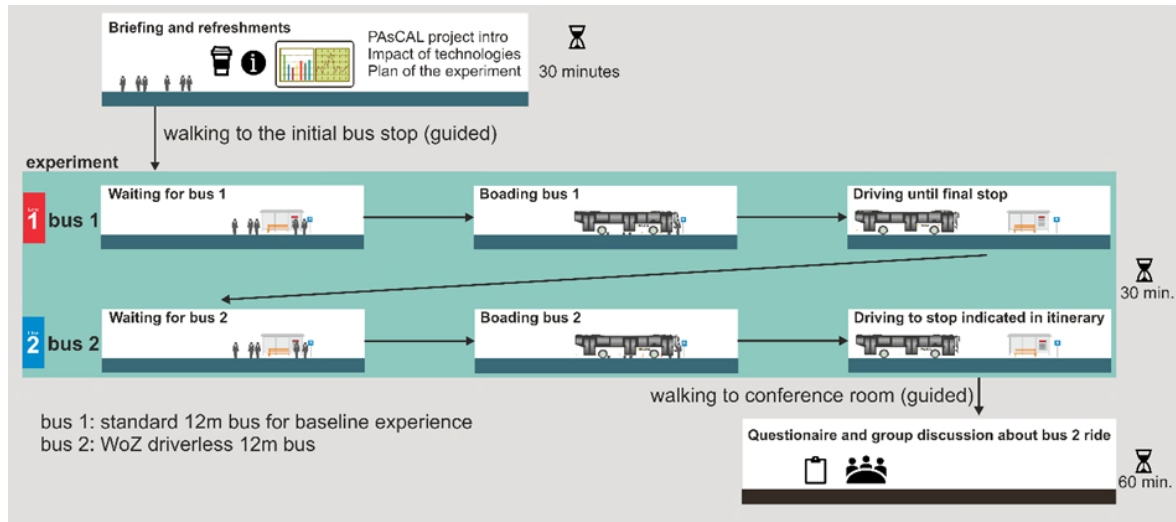 Briefing and refreshments
PAsCAL project intro
Impact of technologies
Plan of the experiment
30 minutes
walking to the initial bus stop (guided)
experiment
1 bus 1
Waiting for bus 1
Boading bus 1
Driving until final stop
30 min.
2 bus 2
Waiting for bus 2
Boading bus 2
Driving to stop indicated in itinerary
walking to conference room (guided)
bus 1: standard 12m bus for baseline experience
bus 2: WoZ driverless 12m bus
Questionaire and group discussion about bus 2 ride
60 min.